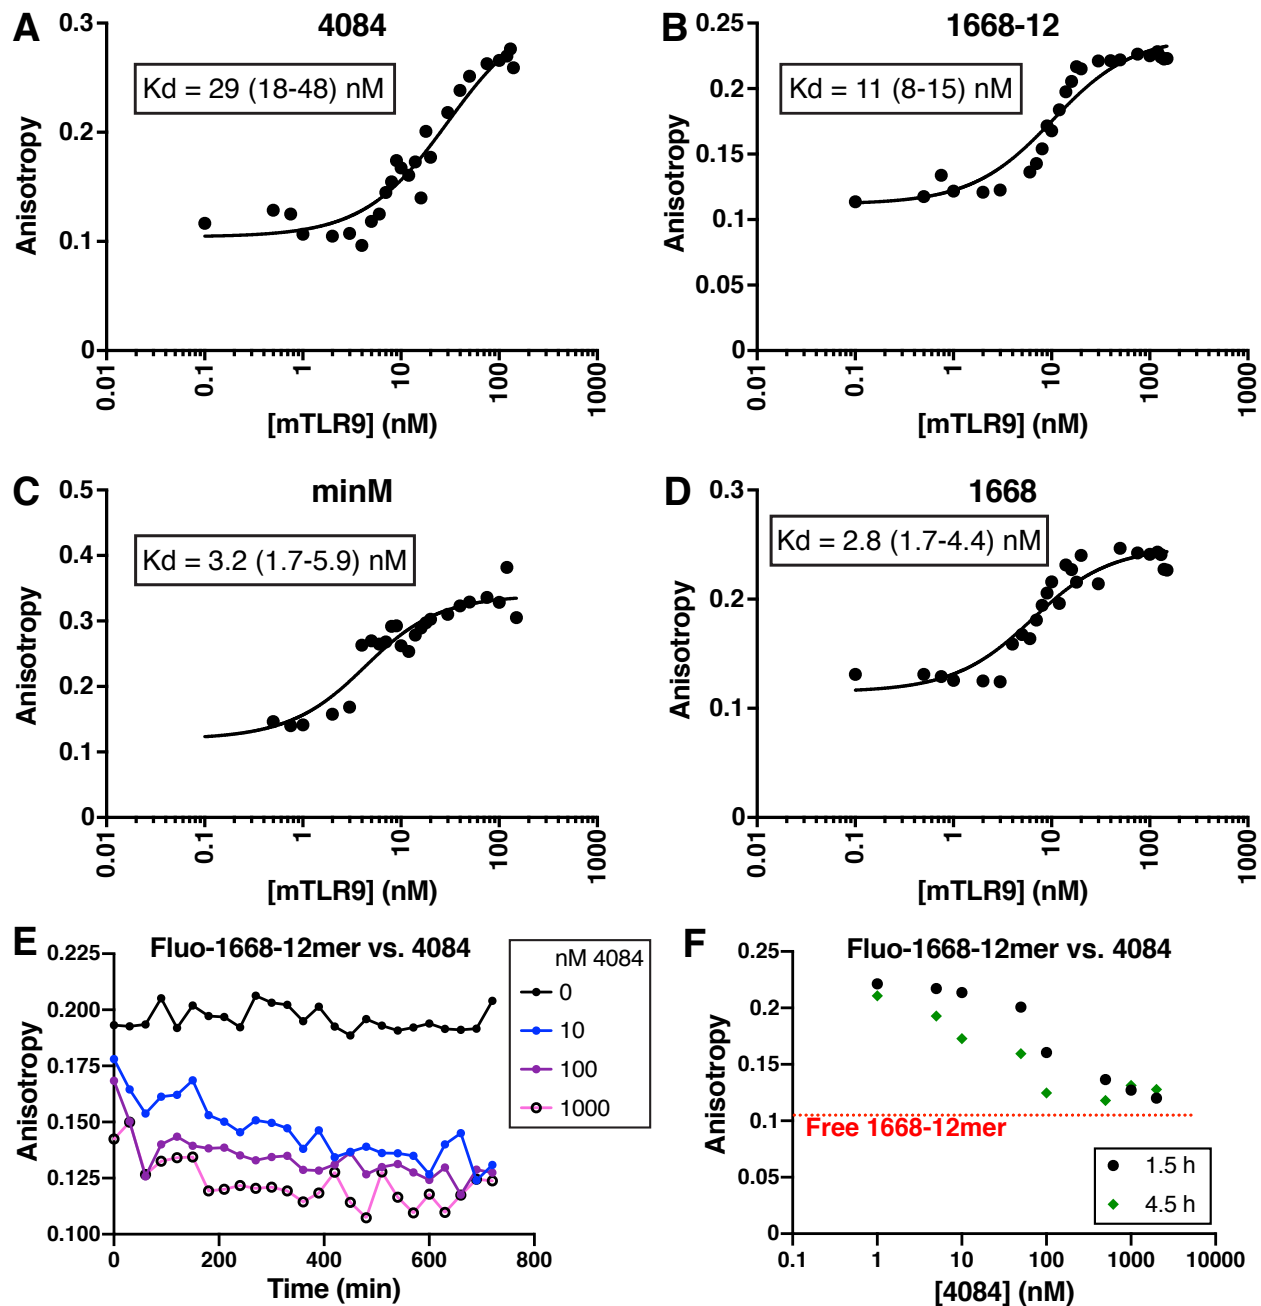 A
4084
Kd = 29 (18-48) nM
Anisotropy
0.3
0.2
0.1
0
0.01
0.1
1
10
100
1000
[mTLR9] (nM)
B
1668-12
Kd = 11 (8-15) nM
Anisotropy
0.25
0.2
0.15
0.1
0.05
0
0.01
0.1
1
10
100
1000
[mTLR9] (nM)
C
minM
Kd = 3.2 (1.7-5.9) nM
Anisotropy
0.5
0.4
0.3
0.2
0.1
0
0.01
0.1
1
10
100
1000
[mTLR9] (nM)
D
1668
Kd = 2.8 (1.7-4.4) nM
Anisotropy
0.3
0.2
0.1
0
0.01
0.1
1
10
100
1000
[mTLR9] (nM)
E
Fluo-1668-12mer vs. 4084
Anisotropy
0.225
0.200
0.175
0.150
0.125
0.100
0
200
400
600
800
Time (min)
nM 4084
0
10
100
1000
F
Fluo-1668-12mer vs. 4084
Anisotropy
0.25
0.2
0.15
0.1
0.05
0
Free 1668-12mer
1.5 h
4.5 h
0.1
1
10
100
1000
10000
[4084] (nM)